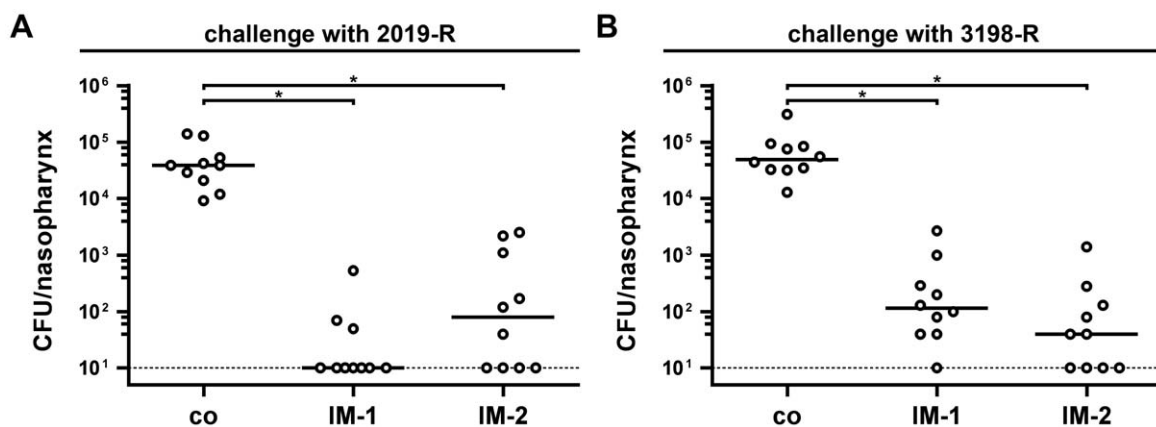 A
challenge with 2019-R
CFU/nasopharynx
10⁶
10⁵
10⁴
10³
10²
10¹
*
*
co
IM-1
IM-2
B
challenge with 3198-R
CFU/nasopharynx
10⁶
10⁵
10⁴
10³
10²
10¹
*
*
co
IM-1
IM-2